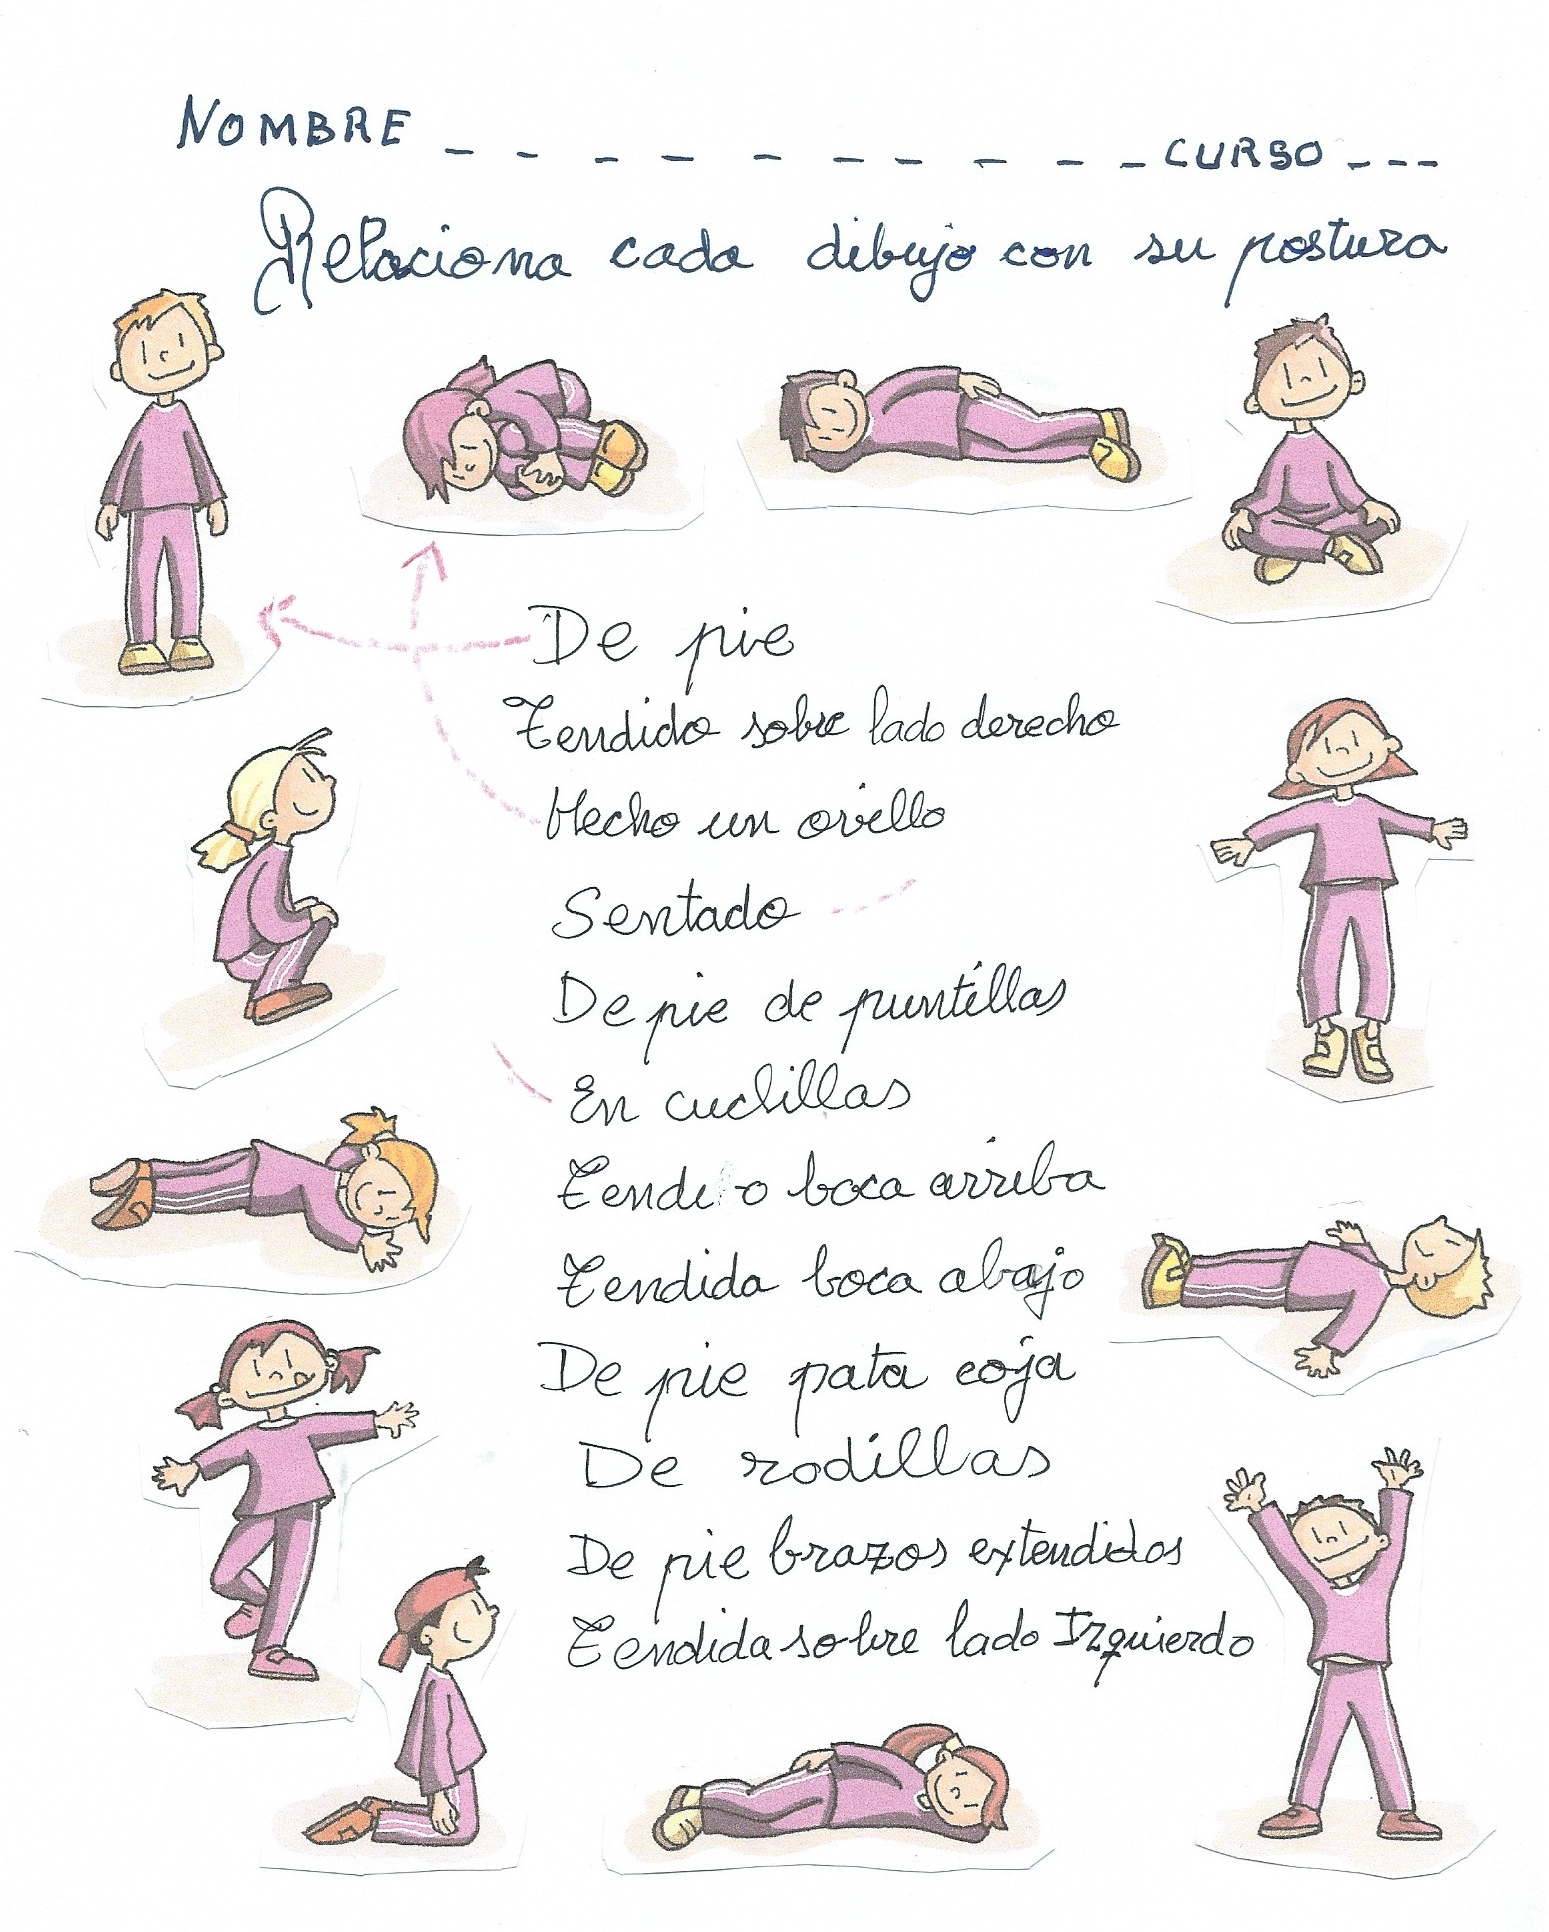 NOMBRE _ _ _ _ _ _ _ _ _ _ CURSO _ _ _
Relaciona cada dibujo con su postura
De pie
Tendido sobre lado derecho
Hecho un ovillo
Sentado
De pie de puntillas
En cuclillas
Tendi o boca arriba
Tendida boca abajo
De pie pata coja
De rodillas
De pie brazos extendidos
Tendida sobre lado Izquierdo